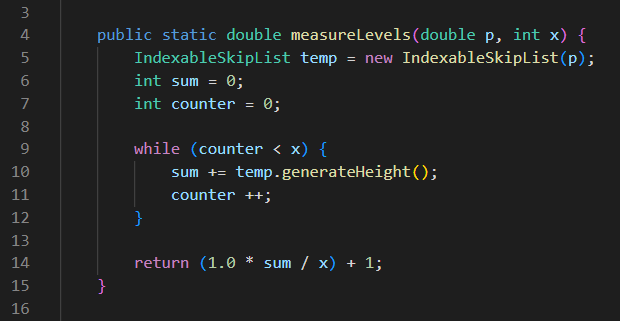 3
4 public static double measureLevels(double p, int x) {
5 IndexableSkipList temp = new IndexableSkipList(p);
6 int sum = 0;
7 int counter = 0;
8
9 while (counter < x) {
10 sum += temp.generateHeight();
11 counter ++;
12 }
13
14 return (1.0 * sum / x) + 1;
15 }
16